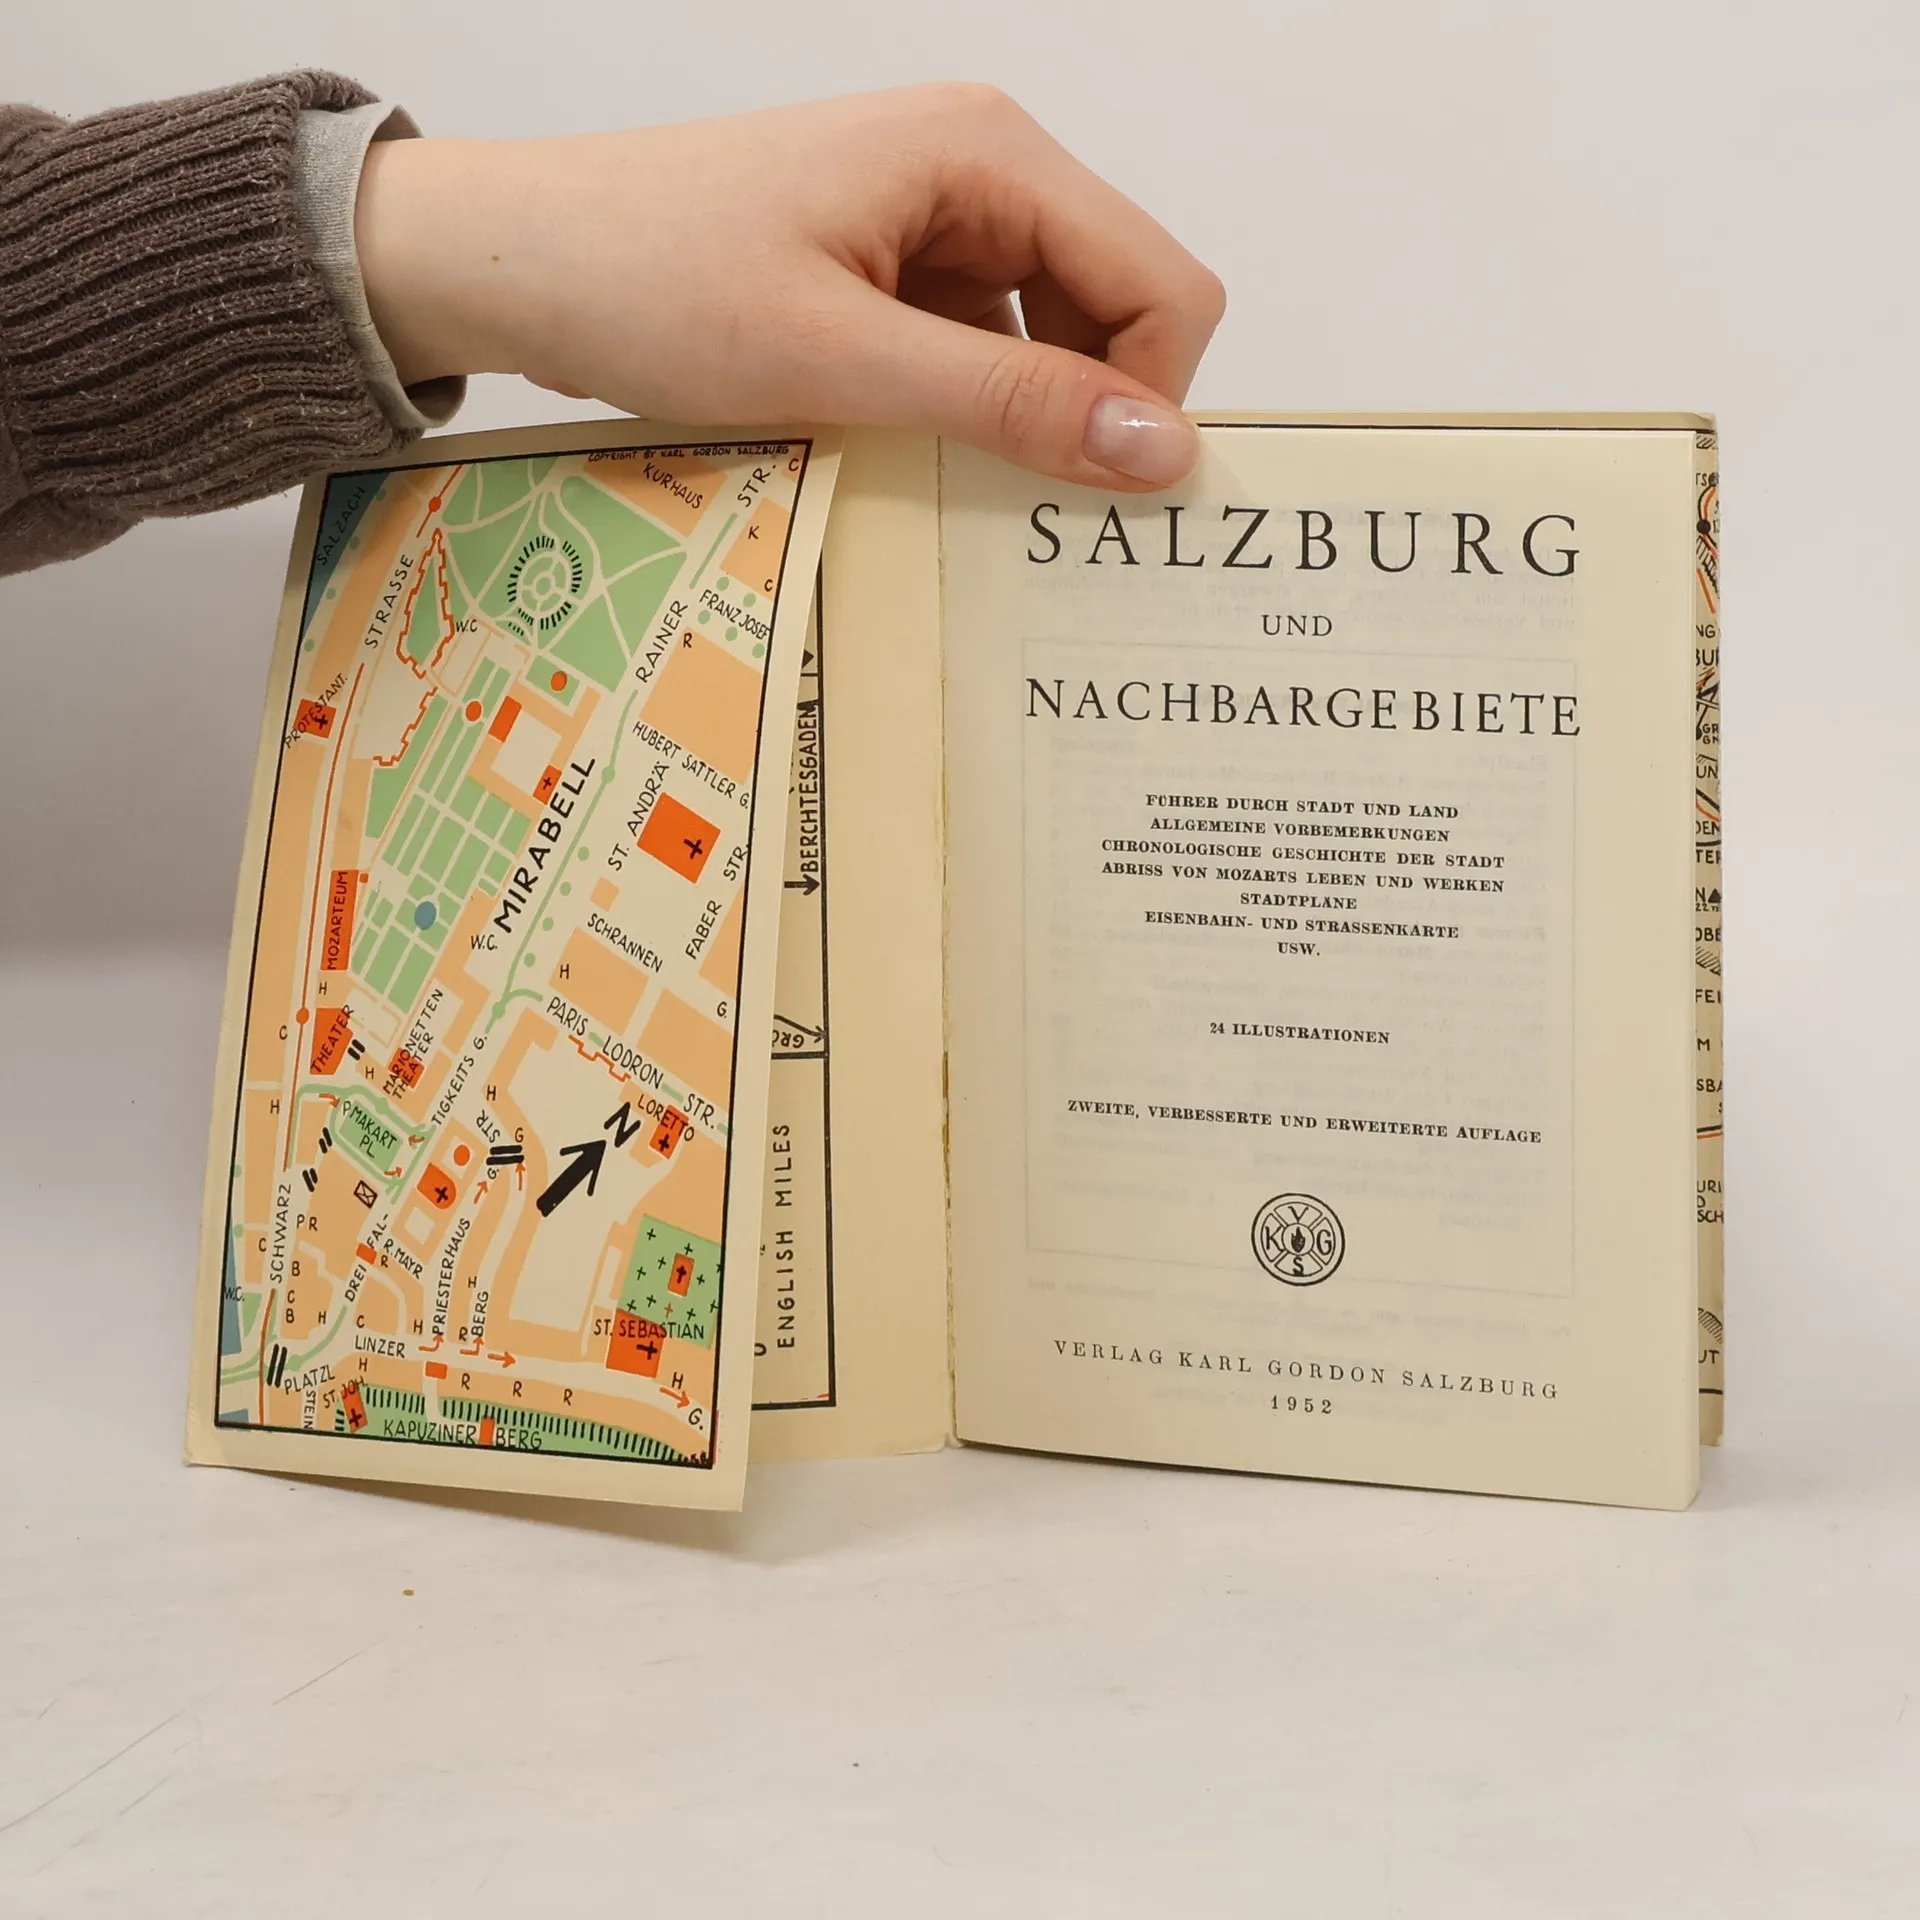 COPYRIGHT BY KARL GORDON SALZBURG
KURHAUS
STR.
C
SALZACH
K
STRASSE
C
FRANZ JOSEF
W.C
R
RAINER
PROTESTANT.
HUBERT SATTLER G.
MIRABELL
ST. ANDRÄ
STR.
MOZARTEUM
W.C.
SCHRANNEN
FABER
H
H
G.
PARIS
LODRON
STR.
C
THEATER
MARIONETTEN
THEATER
H
TIGKEITS G.
H
LORETTO
H
P
MAKART
PL.
STR
G
G.
N
SCHWARZ
PR
C
B
C
B
H
DREI
FAL-
R
R. MAYR
C
H
PRIESTERHAUS
H
R
BERG
ST. SEBASTIAN
W.C.
LINZER
H
R
R
R
H
G.
PLATZL
STEIN
ST. JOH.
KAPUZINER BERG
BERCHTESGADEN
ENGLISH MILES
SALZBURG
UND
NACHBARGEBIETE
FÜHRER DURCH STADT UND LAND
ALLGEMEINE VORBEMERKUNGEN
CHRONOLOGISCHE GESCHICHTE DER STADT
ABRISS VON MOZARTS LEBEN UND WERKEN
STADTPLÄNE
EISENBAHN- UND STRASSENKARTE
USW.
24 ILLUSTRATIONEN
ZWEITE, VERBESSERTE UND ERWEITERTE AUFLAGE
V
K G
S
VERLAG KARL GORDON SALZBURG
1952